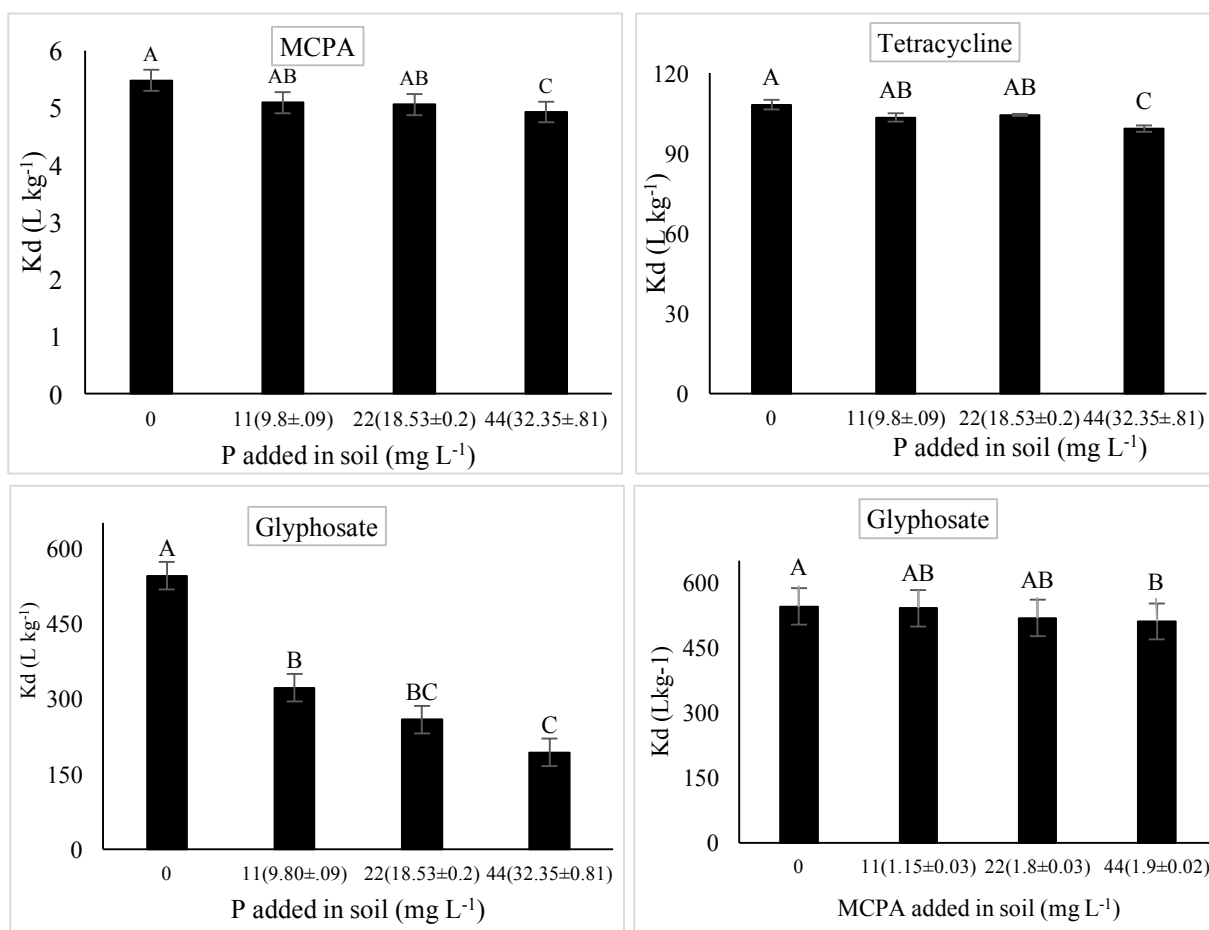 MCPA
6
5
4
3
2
1
0
Kd (L kg-1)
A
AB
AB
C
0 11(9.8±.09) 22(18.53±0.2) 44(32.35±.81)
P added in soil (mg L-1)
Tetracycline
120
90
60
30
0
Kd (L kg-1)
A
AB
AB
C
0 11(9.8±.09) 22(18.53±0.2) 44(32.35±.81)
P added in soil (mg L-1)
Glyphosate
600
450
300
150
0
Kd (L kg-1)
A
B
BC
C
0 11(9.80±.09) 22(18.53±0.2) 44(32.35±0.81)
P added in soil (mg L-1)
Glyphosate
600
450
300
150
0
Kd (Lkg-1)
A
AB
AB
B
0 11(1.15±0.03) 22(1.8±0.03) 44(1.9±0.02)
MCPA added in soil (mg L-1)